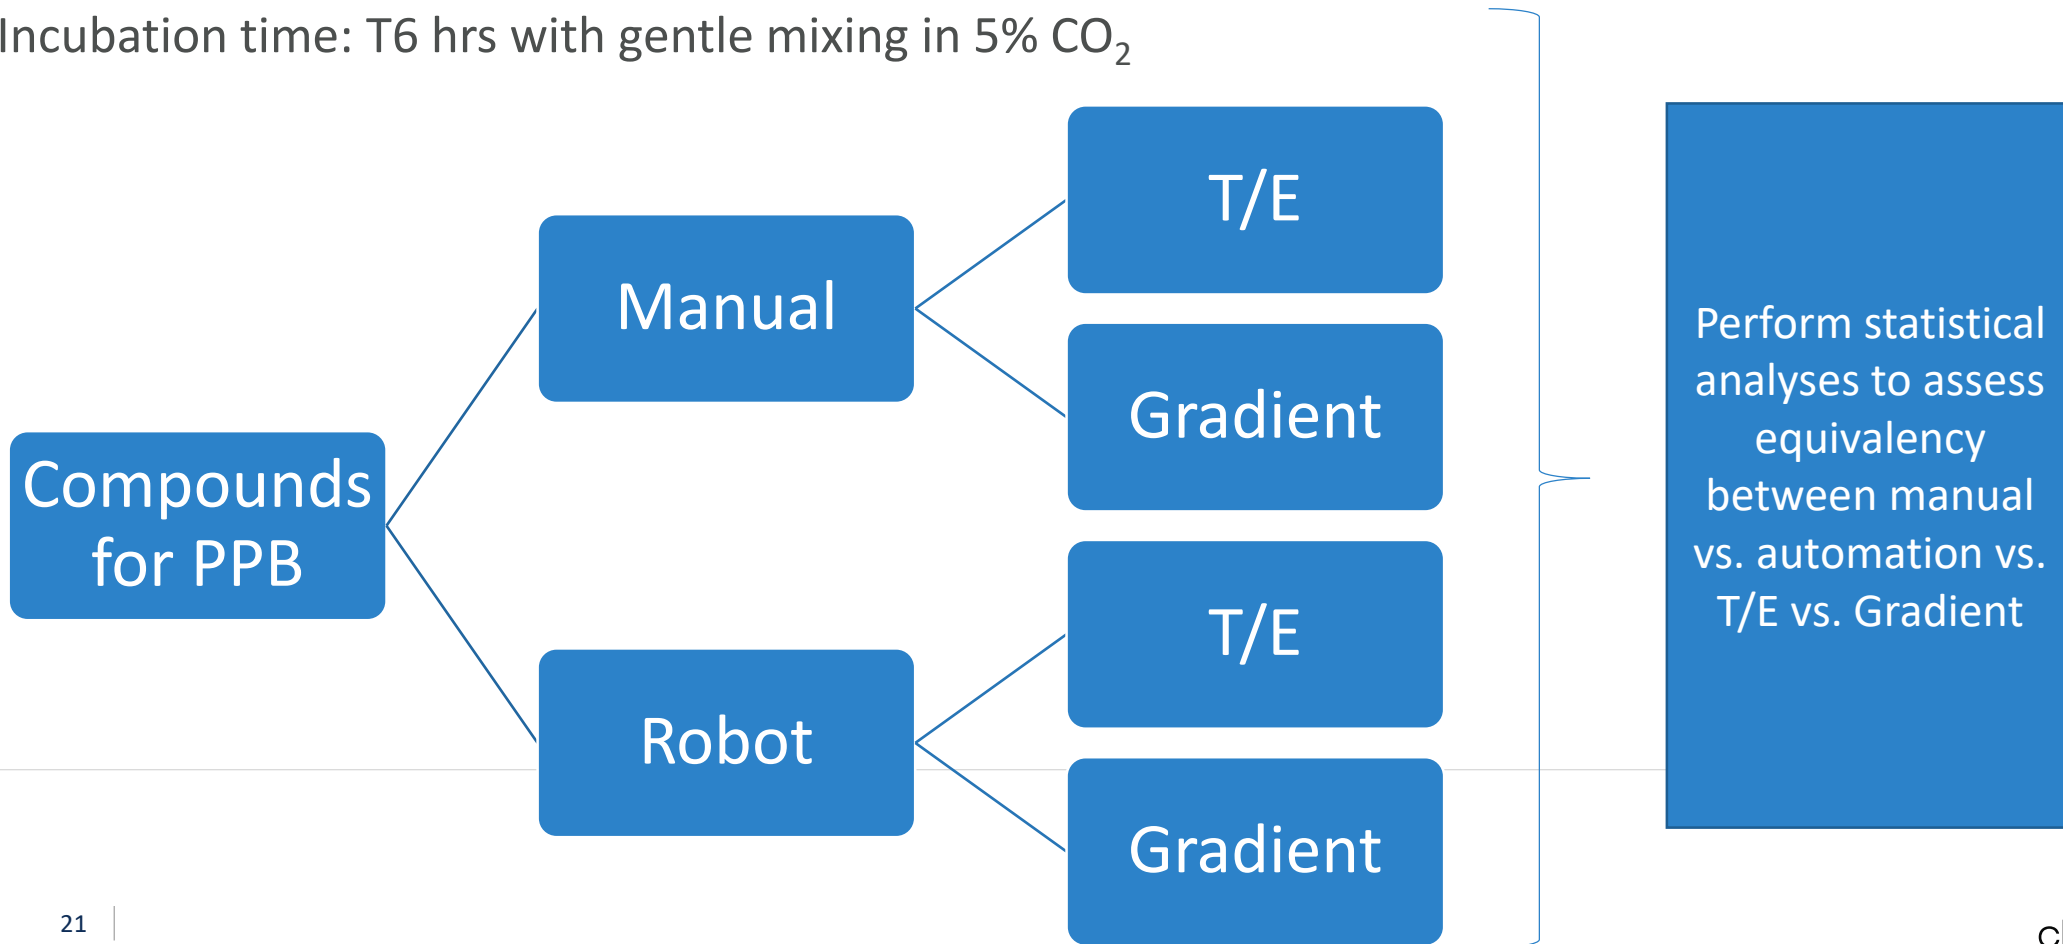 Incubation time: T6 hrs with gentle mixing in 5% CO₂
T/E
Manual
Gradient
Compounds
for PPB
T/E
Robot
Gradient
Perform statistical
analyses to assess
equivalency
between manual
vs. automation vs.
T/E vs. Gradient
21